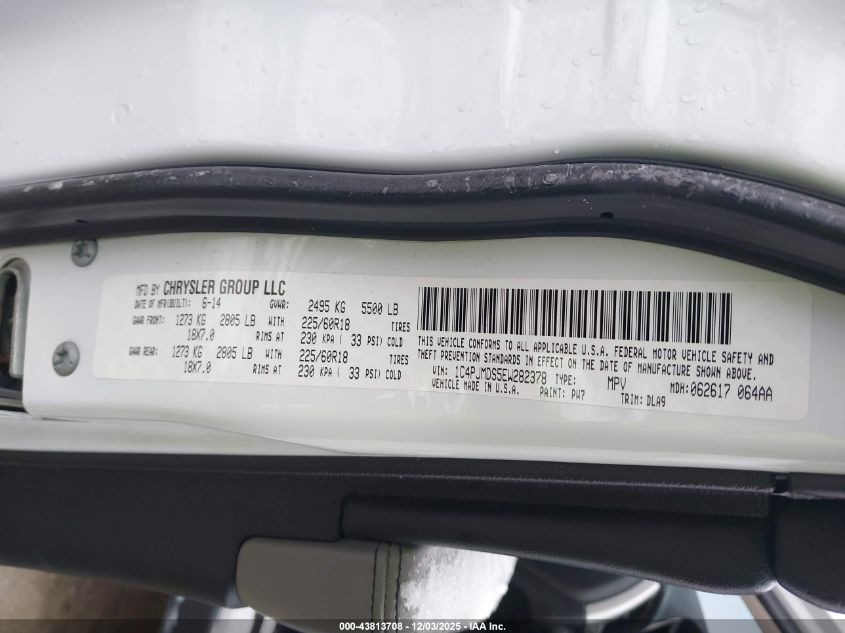 MFD BY CHRYSLER GROUP LLC
DATE OF MFR(BUILT): 6-14 GVWR: 2495 KG 5500 LB
GAWR FRONT: 1273 KG 2805 LB WITH 225/60R18 TIRES
18X7.0 RIMS AT 230 KPA ( 33 PSI) COLD
GAWR REAR: 1273 KG 2805 LB WITH 225/60R18 TIRES
18X7.0 RIMS AT 230 KPA ( 33 PSI) COLD
THIS VEHICLE CONFORMS TO ALL APPLICABLE U.S.A. FEDERAL MOTOR VEHICLE SAFETY AND
THEFT PREVENTION STANDARDS IN EFFECT ON THE DATE OF MANUFACTURE SHOWN ABOVE.
VIN: 1C4PJMDS5EW282378 TYPE: MPV MDH: 062617 064AA
VEHICLE MADE IN U.S.A. PAINT: PW7 TRIM: DLA9
000-43813708 - 12/03/2025 - IAA Inc.